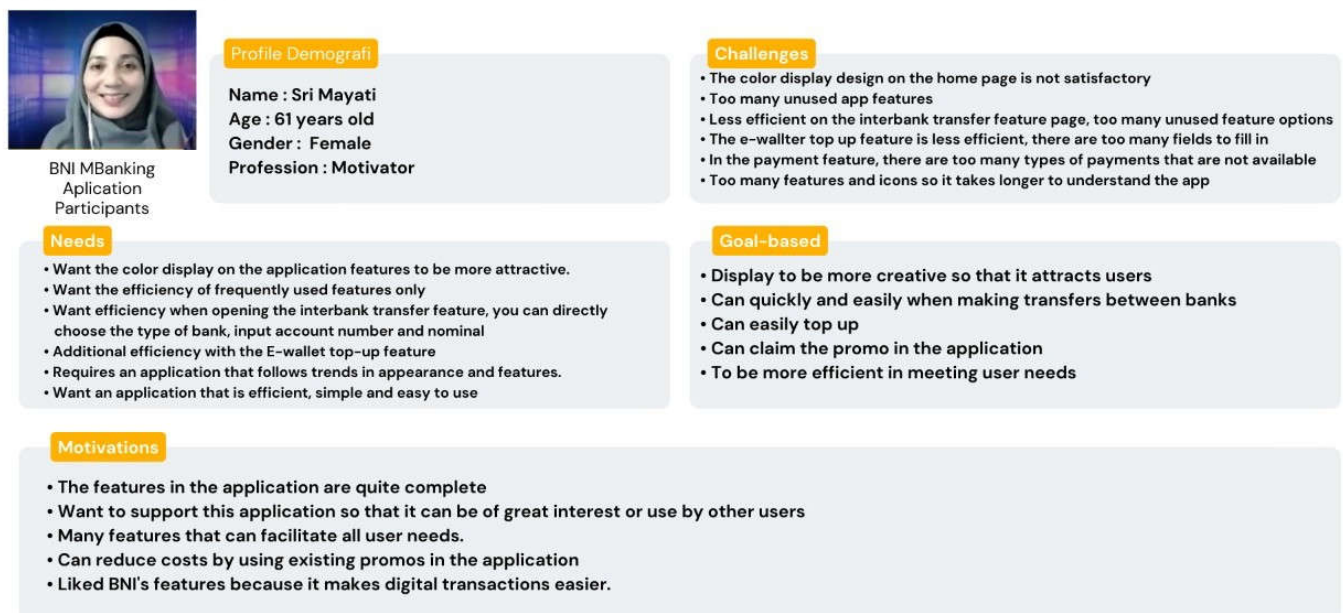 BNI MBanking
Aplication
Participants
Profile Demografi
Name : Sri Mayati
Age : 61 years old
Gender : Female
Profession : Motivator
Challenges
• The color display design on the home page is not satisfactory
• Too many unused app features
• Less efficient on the interbank transfer feature page, too many unused feature options
• The e-wallter top up feature is less efficient, there are too many fields to fill in
• In the payment feature, there are too many types of payments that are not available
• Too many features and icons so it takes longer to understand the app
Needs
• Want the color display on the application features to be more attractive.
• Want the efficiency of frequently used features only
• Want efficiency when opening the interbank transfer feature, you can directly
choose the type of bank, input account number and nominal
• Additional efficiency with the E-wallet top-up feature
• Requires an application that follows trends in appearance and features.
• Want an application that is efficient, simple and easy to use
Goal-based
• Display to be more creative so that it attracts users
• Can quickly and easily when making transfers between banks
• Can easily top up
• Can claim the promo in the application
• To be more efficient in meeting user needs
Motivations
• The features in the application are quite complete
• Want to support this application so that it can be of great interest or use by other users
• Many features that can facilitate all user needs.
• Can reduce costs by using existing promos in the application
• Liked BNI's features because it makes digital transactions easier.